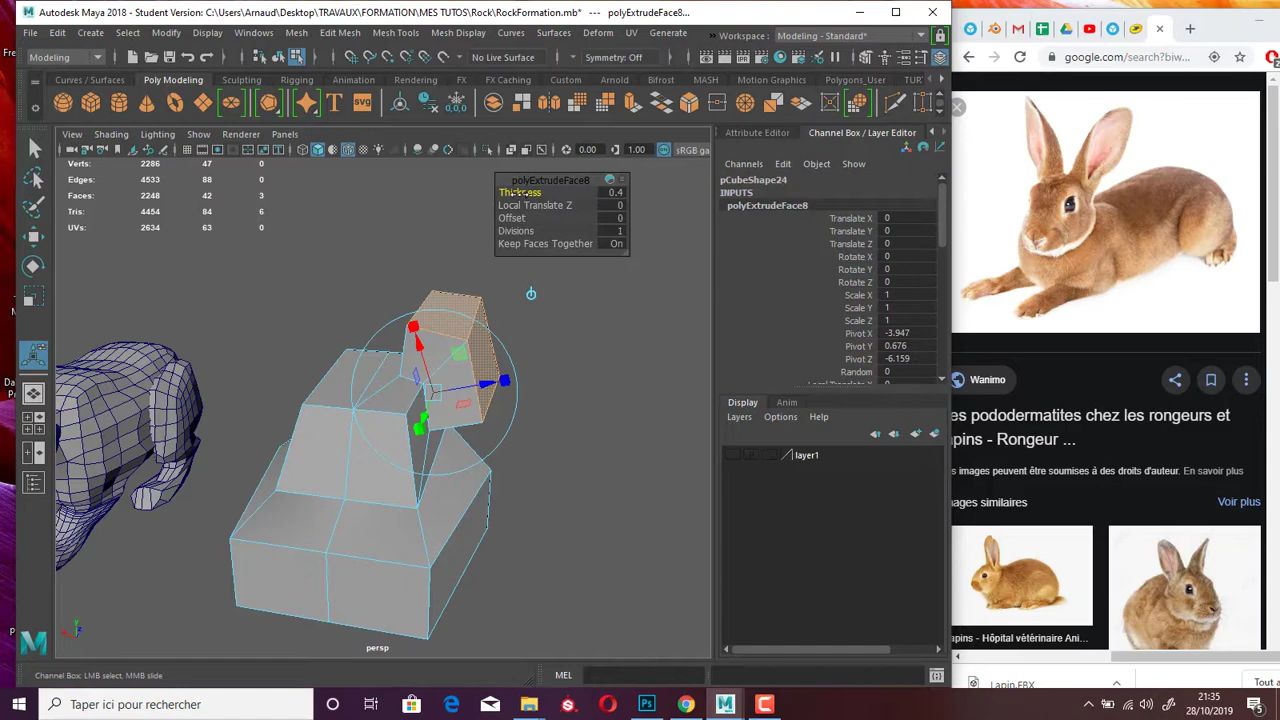 Autodesk Maya 2018 - Student Version: C:\Users\Arnaud\Desktop\TRAVAUX\FORMATION\MES TUTOS\Rock\RockFormation.mb* --- polyExtrudeFace8...
File Edit Create Select Modify Display Windows Mesh Edit Mesh Mesh Tools Mesh Display Curves Surfaces Deform UV Generate
Workspace : Modeling - Standard*
Modeling
No Live Surface
Symmetry: Off
Curves / Surfaces Poly Modeling Sculpting Rigging Animation Rendering FX FX Caching Custom Arnold Bifrost MASH Motion Graphics Polygons_User TUR
T SVG
0,0,0
View Shading Lighting Show Renderer Panels
0.00 1.00 sRGB ga
Verts: 2286 47 0
Edges: 4533 88 0
Faces: 2248 42 3
Tris: 4454 84 6
UVs: 2634 63 0
polyExtrudeFace8
Thickness 0.4
Local Translate Z 0
Offset 0
Divisions 1
Keep Faces Together On
persp
Attribute Editor Channel Box / Layer Editor
Channels Edit Object Show
pCubeShape24
INPUTS
polyExtrudeFace8
Translate X 0
Translate Y 0
Translate Z 0
Rotate X 0
Rotate Y 0
Rotate Z 0
Scale X 1
Scale Y 1
Scale Z 1
Pivot X -3.947
Pivot Y 0.676
Pivot Z -6.159
Random 0
Display Anim
Layers Options Help
layer1
Channel Box: LMB select, MMB slide
MEL
google.com/search?biw...
Wanimo
es pododermatites chez les rongeurs et
pins - Rongeur ...
es images peuvent être soumises à des droits d'auteur. En savoir plus
ages similaires
Voir plus
apins - Hôpital vétérinaire Ani...
Lapin.FBX
Tout a
Taper ici pour rechercher
21:35
28/10/2019
5